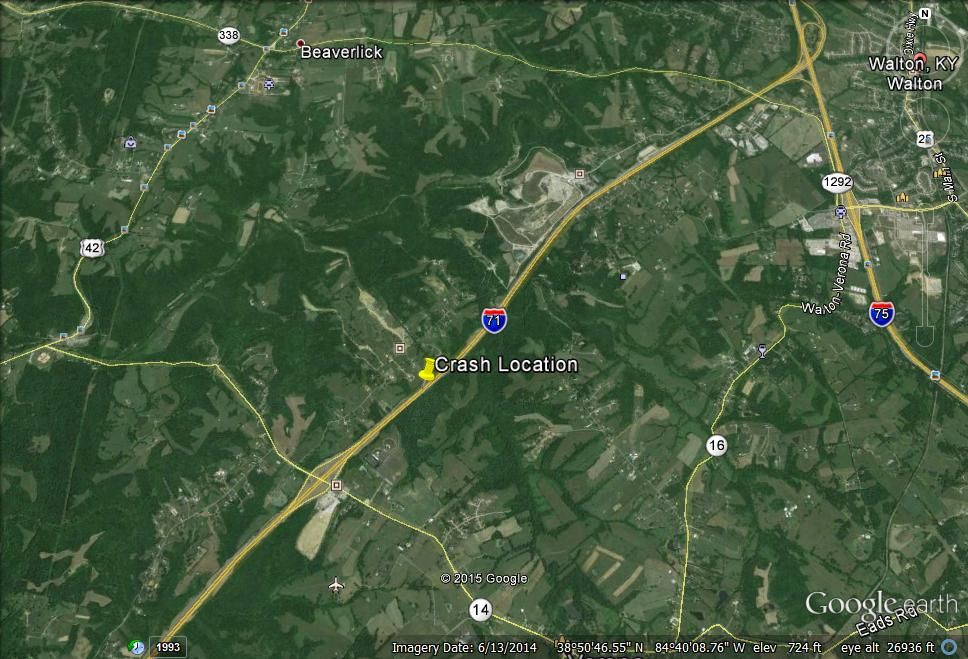 N
338
Beaverlick
Dixie Hwy
Walton, KY
Walton
25
1292
S Main St
42
Walton-Verona Rd
71
75
Crash Location
16
© 2015 Google
14
Google earth
Eads Rd
1993
Imagery Date: 6/13/2014 38°50'46.55" N 84°40'08.76" W elev 724 ft eye alt 26936 ft